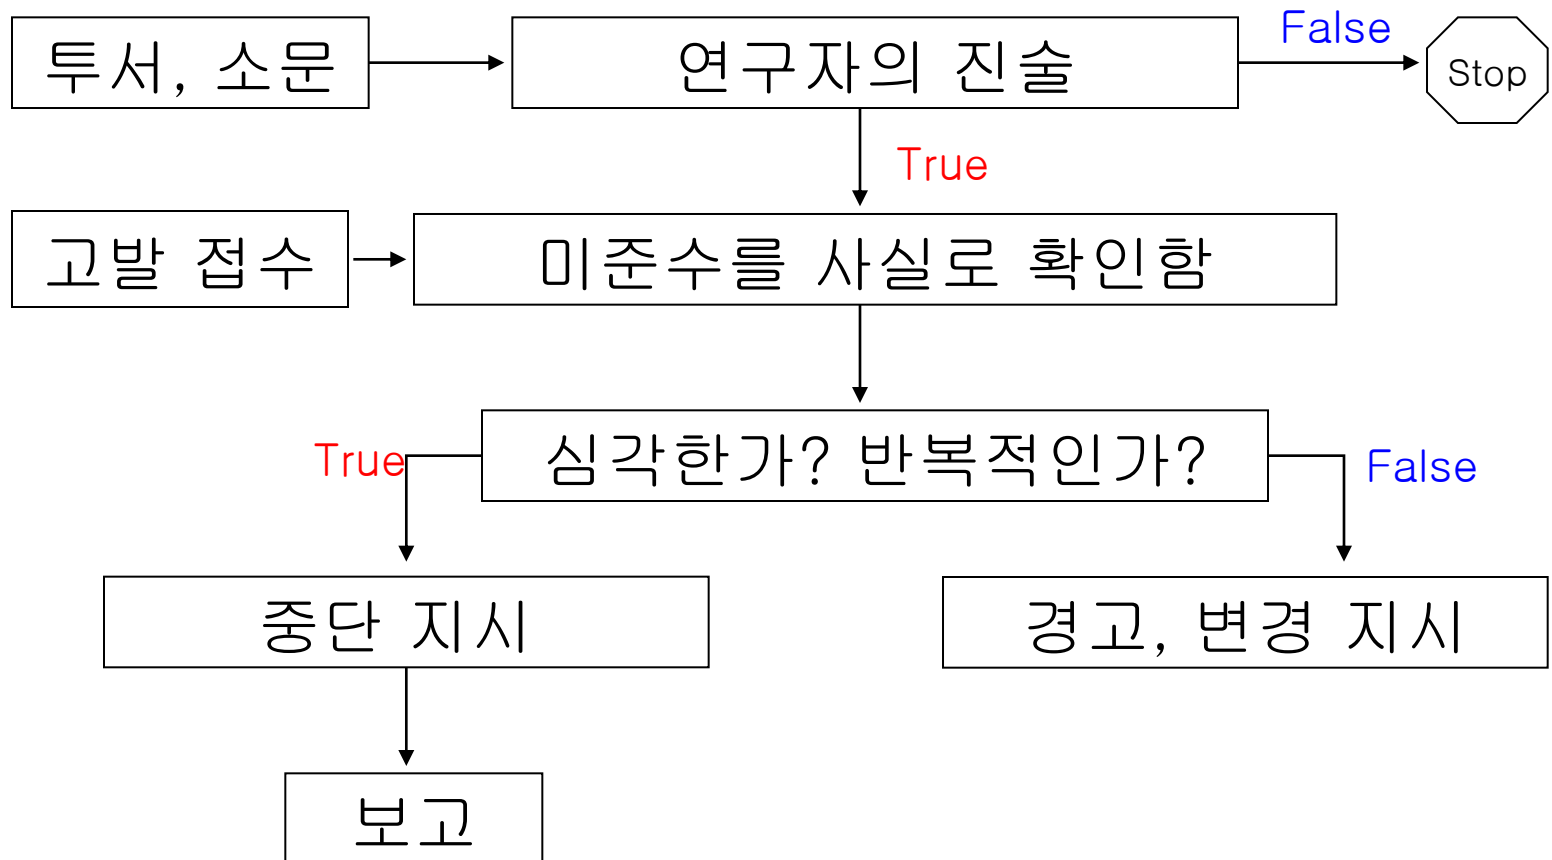 투서, 소문
연구자의 진술
False
Stop
True
고발 접수
미준수를 사실로 확인함
심각한가? 반복적인가?
True
False
중단 지시
경고, 변경 지시
보고